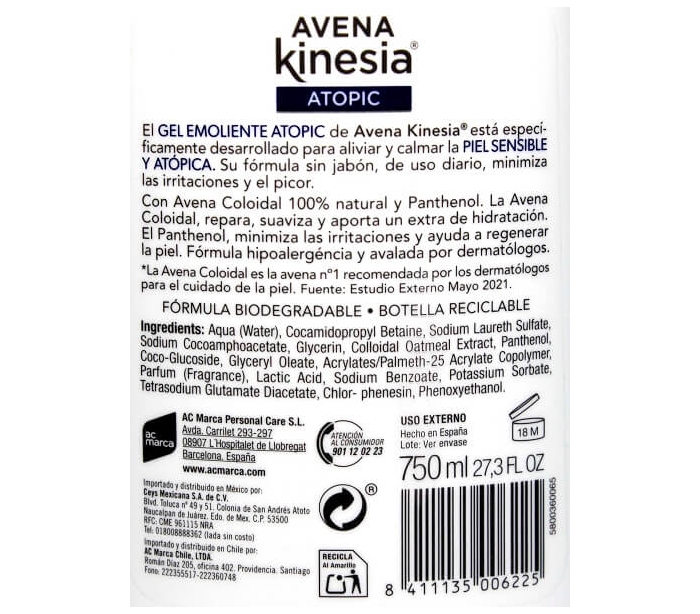 AVENA
kinesia®
ATOPIC
El GEL EMOLIENTE ATOPIC de Avena Kinesia® está especí-
ficamente desarrollado para aliviar y calmar la PIEL SENSIBLE
Y ATÓPICA. Su fórmula sin jabón, de uso diario, minimiza
las irritaciones y el picor.
Con Avena Coloidal 100% natural y Panthenol. La Avena
Coloidal, repara, suaviza y aporta un extra de hidratación.
El Panthenol, minimiza las irritaciones y ayuda a regenerar
la piel. Fórmula hipoalergéncia y avalada por dermatólogos.
*La Avena Coloidal es la avena nº1 recomendada por los dermatólogos
para el cuidado de la piel. Fuente: Estudio Externo Mayo 2021.
FÓRMULA BIODEGRADABLE • BOTELLA RECICLABLE
Ingredients: Aqua (Water), Cocamidopropyl Betaine, Sodium Laureth Sulfate,
Sodium Cocoamphoacetate, Glycerin, Colloidal Oatmeal Extract, Panthenol,
Coco-Glucoside, Glyceryl Oleate, Acrylates/Palmeth-25 Acrylate Copolymer,
Parfum (Fragrance), Lactic Acid, Sodium Benzoate, Potassium Sorbate,
Tetrasodium Glutamate Diacetate, Chlor- phenesin, Phenoxyethanol.
ac
marca
AC Marca Personal Care S.L.
Avda. Carrilet 293-297
08907 L'Hospitalet de Llobregat
Barcelona, España
www.acmarca.com
ATENCIÓN
AL CONSUMIDOR
901 12 02 23
USO EXTERNO
Hecho en España
Lote: Ver envase
18 M
750 ml 27,3 FL OZ
Importado y distribuido en México por:
Ceys Mexicana S.A. de C.V.
Blvd. Toluca nº 49 y 51. Colonia de San Andrés Atoto
Naucalpan de Juárez. Edo. de Mex. C.P. 53500
RFC: CME 961115 NRA
Tel: 018008888362 (lada sin costo)
Importado y distribuido en Chile por:
AC Marca Chile, LTDA.
Román Díaz 205, oficina 402. Providencia. Santiago
Fono: 222355517-222360748
®
RECICLA
Al Amarillo
5800360065
8 411135 006225